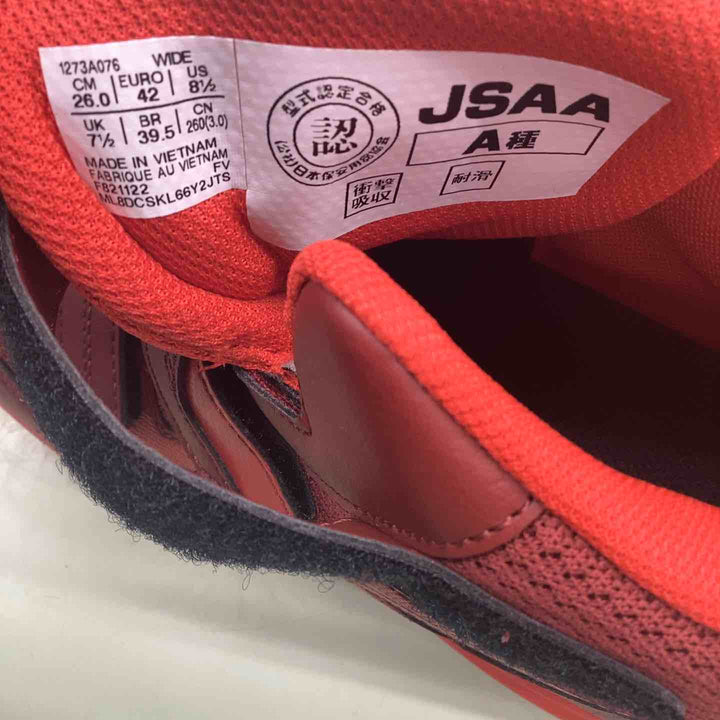 1273A076 WIDE
CM 26.0 EURO 42 US 8½
UK 7½ BR 39.5 CN 260(3.0)
MADE IN VIETNAM
FABRIQUE AU VIETNAM
F821122 FV
ML8DCSKL66Y2JTS
型式認定合格
認
JSAA
A種
衝撃
吸収
耐滑